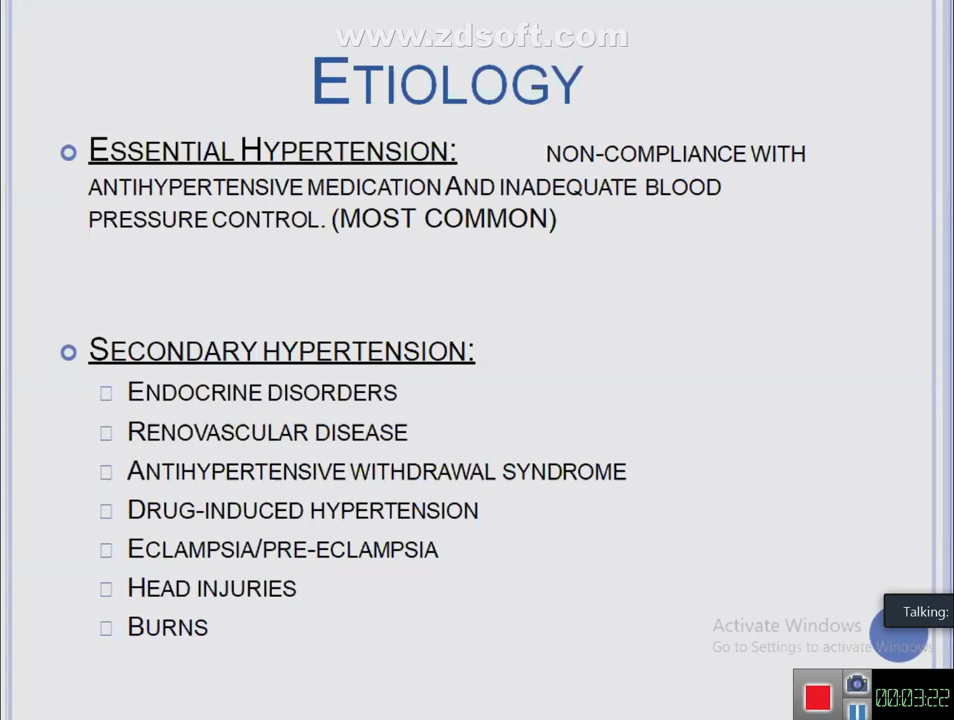 www.zdsoft.com
ETIOLOGY
ESSENTIAL HYPERTENSION: NON-COMPLIANCE WITH
ANTIHYPERTENSIVE MEDICATION AND INADEQUATE BLOOD
PRESSURE CONTROL. (MOST COMMON)
SECONDARY HYPERTENSION:
ENDOCRINE DISORDERS
RENOVASCULAR DISEASE
ANTIHYPERTENSIVE WITHDRAWAL SYNDROME
DRUG-INDUCED HYPERTENSION
ECLAMPSIA/PRE-ECLAMPSIA
HEAD INJURIES
BURNS
Talking:
Activate Windows
Go to Settings to activate Windows.
00:03:22